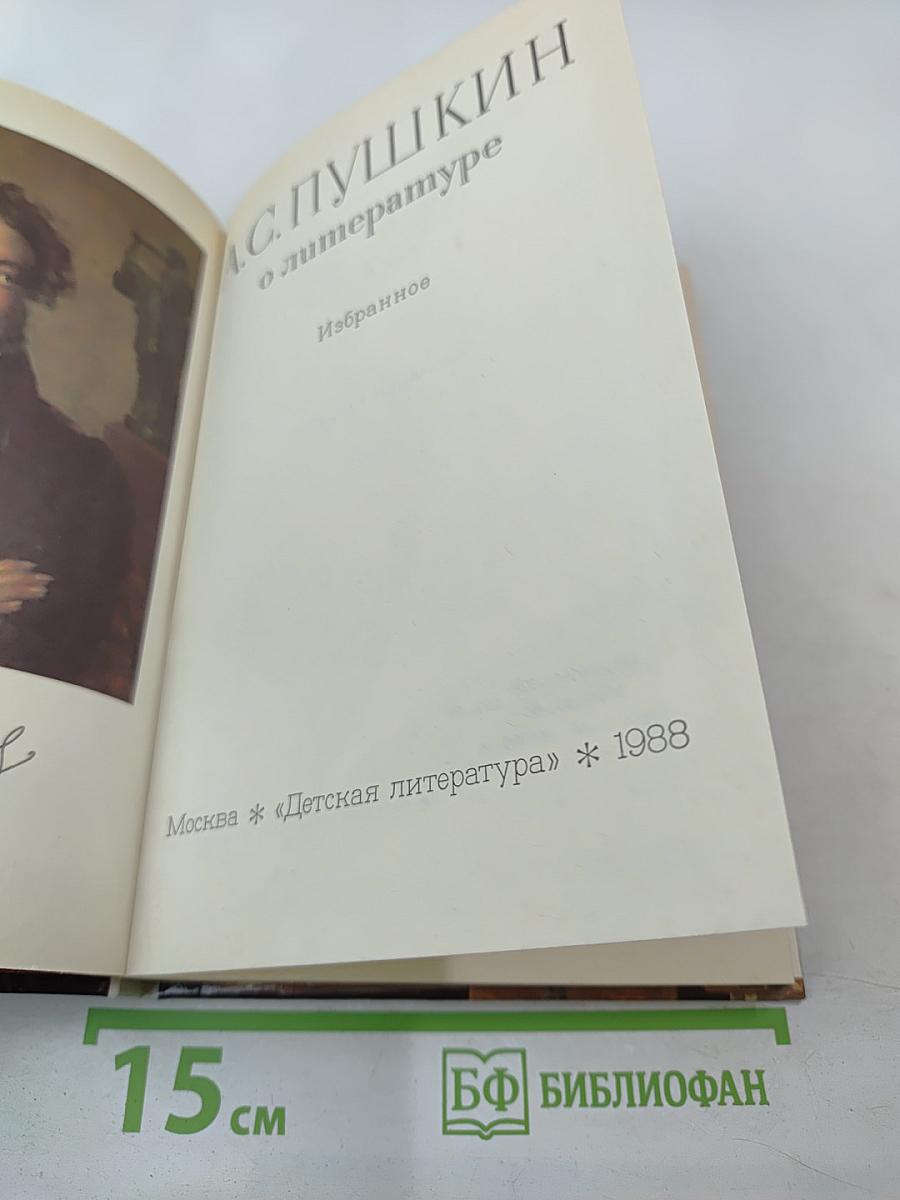 А.С.ПУШКИН
о литературе
Избранное
Москва * «Детская литература» * 1988
15 см
БФ БИБЛИОФАН